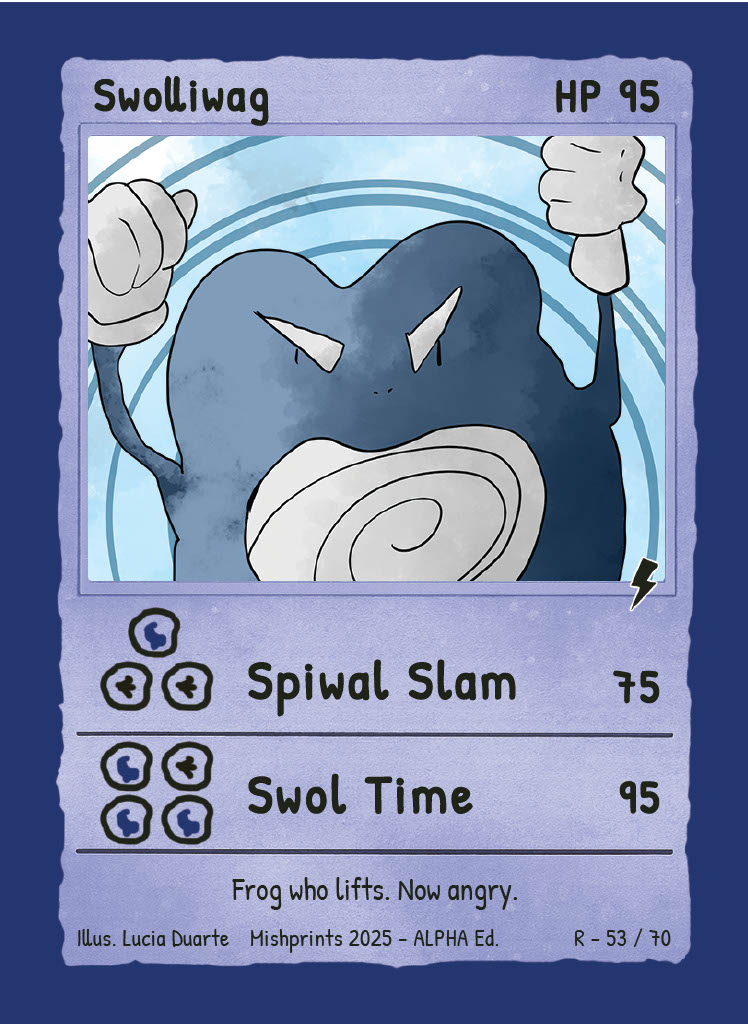 Swolliwag HP 95
Spiwal Slam 75
Swol Time 95
Frog who lifts. Now angry.
Illus. Lucia Duarte Mishprints 2025 - ALPHA Ed. R - 53 / 70